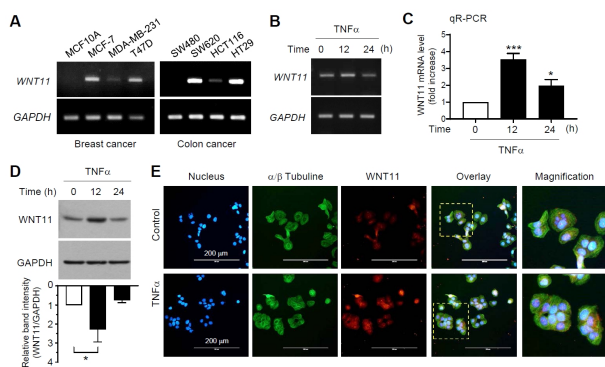 A
MCF10A
MCF-7
MDA-MB-231
T47D
SW480
SW620
HCT116
HT29
WNT11
GAPDH
Breast cancer
Colon cancer
B
TNFα
Time
0 12 24 (h)
WNT11
GAPDH
C
qR-PCR
WNT11 mRNA level
(fold increase)
5
4
3
2
1
0
***
*
Time
0 12 24 (h)
TNFα
D
TNFα
Time (h) 0 12 24
WNT11
GAPDH
Relative band intensity
(WNT11/GAPDH)
0
1
2
3
4
*
E
Nucleus α/β Tubuline WNT11 Overlay Magnification
Control
200 μm
TNFα
200 μm